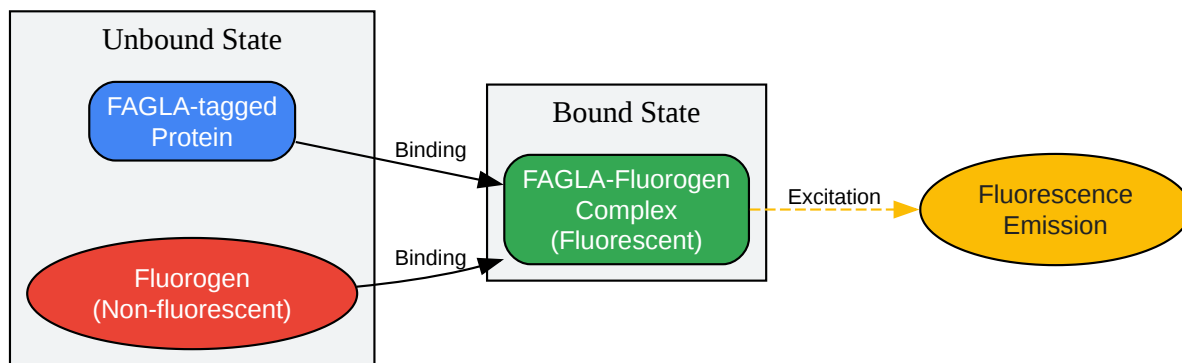 Unbound State
FAGLA-tagged
Protein
Fluorogen
(Non-fluorescent)
Binding
Binding
Bound State
FAGLA-Fluorogen
Complex
(Fluorescent)
Excitation
Fluorescence
Emission